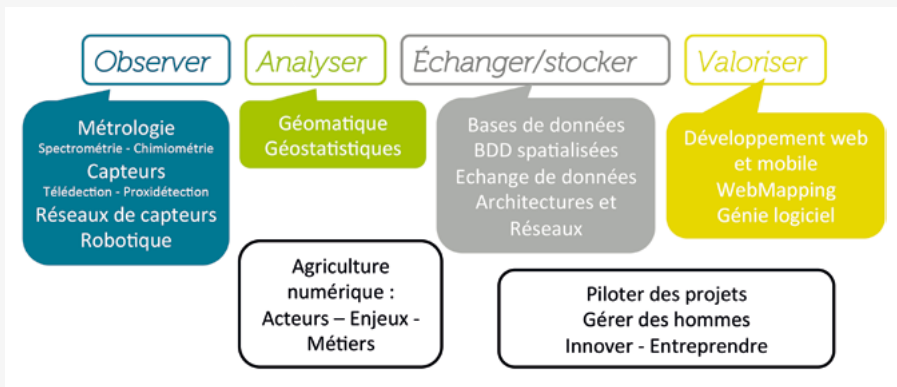 Observer
Analyser
Échanger/stocker
Valoriser
Métrologie
Spectrométrie - Chimiométrie
Capteurs
Télédection - Proxidétection
Réseaux de capteurs
Robotique
Géomatique
Géostatistiques
Bases de données
BDD spatialisées
Echange de données
Architectures et
Réseaux
Développement web
et mobile
WebMapping
Génie logiciel
Agriculture
numérique :
Acteurs – Enjeux -
Métiers
Piloter des projets
Gérer des hommes
Innover - Entreprendre